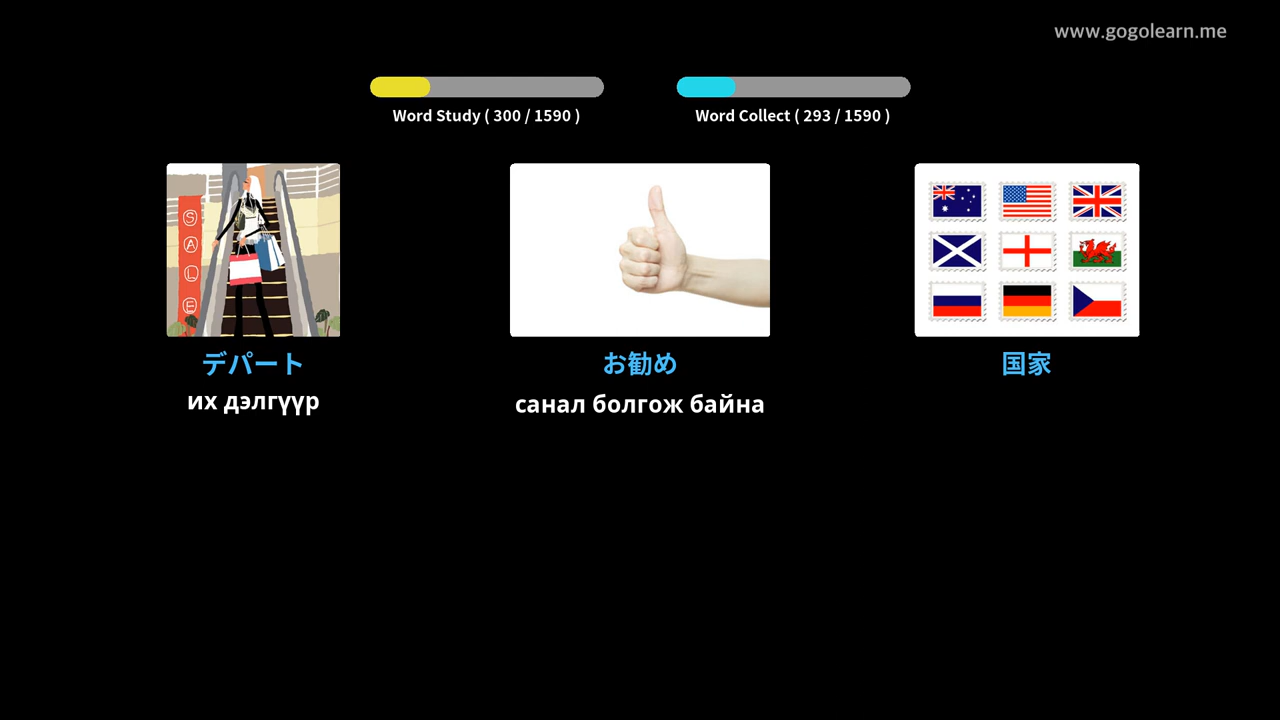 www.gogolearn.me
Word Study ( 300 / 1590 )
Word Collect ( 293 / 1590 )
SALE
デパート
お勧め
国家
их дэлгүүр
санал болгож байна